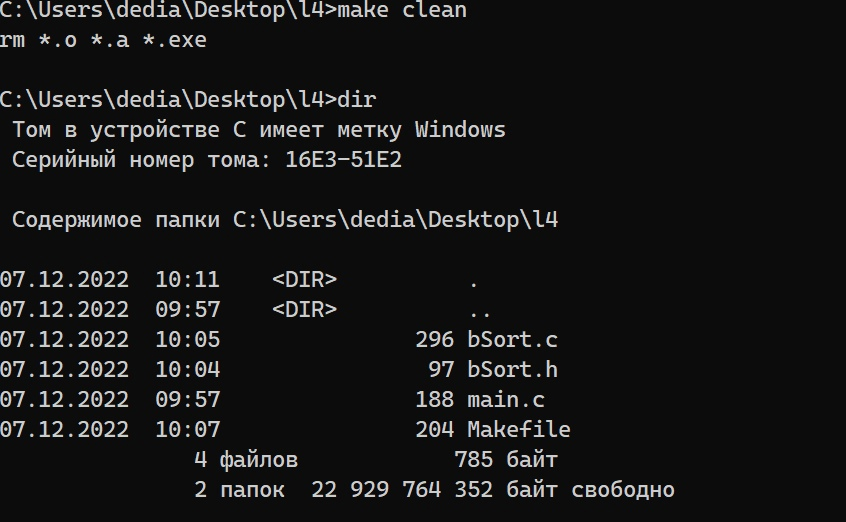 C:\Users\dedia\Desktop\l4>make clean
rm *.o *.a *.exe
C:\Users\dedia\Desktop\l4>dir
Том в устройстве C имеет метку Windows
Серийный номер тома: 16E3-51E2
Содержимое папки C:\Users\dedia\Desktop\l4
07.12.2022  10:11    <DIR>          .
07.12.2022  09:57    <DIR>          ..
07.12.2022  10:05               296 bSort.c
07.12.2022  10:04                97 bSort.h
07.12.2022  09:57               188 main.c
07.12.2022  10:07               204 Makefile
4 файлов            785 байт
2 папок  22 929 764 352 байт свободно